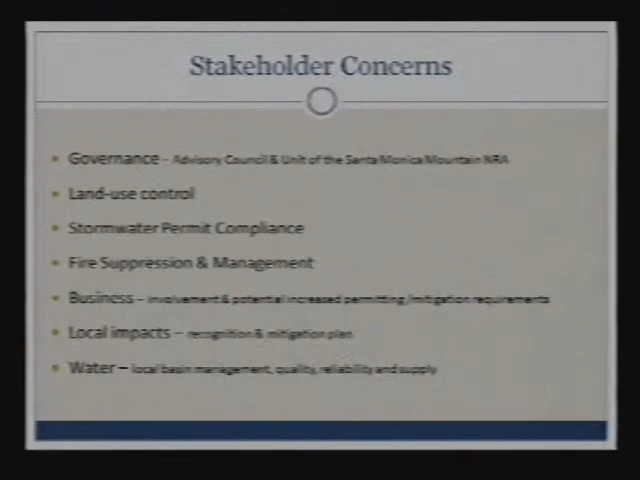 Stakeholder Concerns
Governance – Advisory Council & Unit of the Santa Monica Mountain NRA
Land-use control
Stormwater Permit Compliance
Fire Suppression & Management
Business – involvement & potential increased permitting /mitigation requirements
Local impacts – recognition & mitigation plan
Water – local basin management, quality, reliability and supply